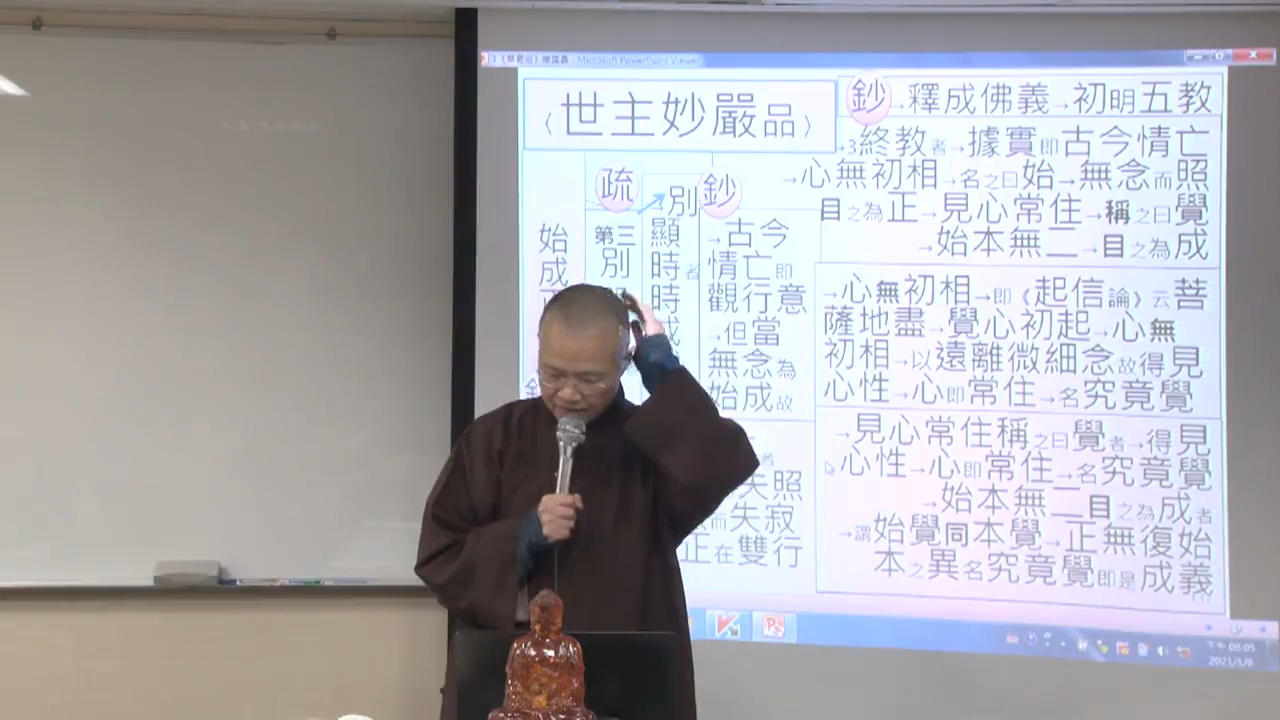 Microsoft PowerPoint Viewer
〈世主妙嚴品〉
鈔→釋成佛義→初明五教
→3終教者→據實即古今情亡
→心無初相→名之曰始→無念而照
目之為正→見心常住→稱之曰覺
→始本無二→目之為成
→心無初相→即《起信論》云菩
薩地盡→覺心初起→心無
初相→以遠離微細念故得見
心性→心即常住→名究竟覺
→見心常住稱之曰覺者→得見
心性→心即常住→名究竟覺
→始本無二目之為成者
→謂始覺同本覺→正無復始
本之異名究竟覺即是成義
始成
疏
第三
別
別
顯
時者
時
鈔
→古今
情亡即
觀行意
→但當
無念為
始成故
失照
而失寂
正在雙行
下午 08:05
2021/1/8